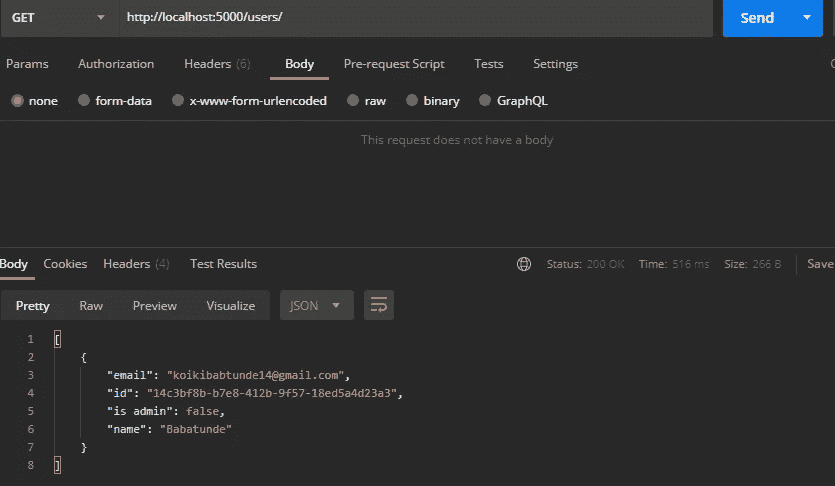 GET http://localhost:5000/users/ Send
Params Authorization Headers (6) Body Pre-request Script Tests Settings
none form-data x-www-form-urlencoded raw binary GraphQL
This request does not have a body
Body Cookies Headers (4) Test Results Status: 200 OK Time: 516 ms Size: 266 B Save
Pretty Raw Preview Visualize JSON
1 [
2 {
3 "email": "koikibabtunde14@gmail.com",
4 "id": "14c3bf8b-b7e8-412b-9f57-18ed5a4d23a3",
5 "is admin": false,
6 "name": "Babatunde"
7 }
8 ]